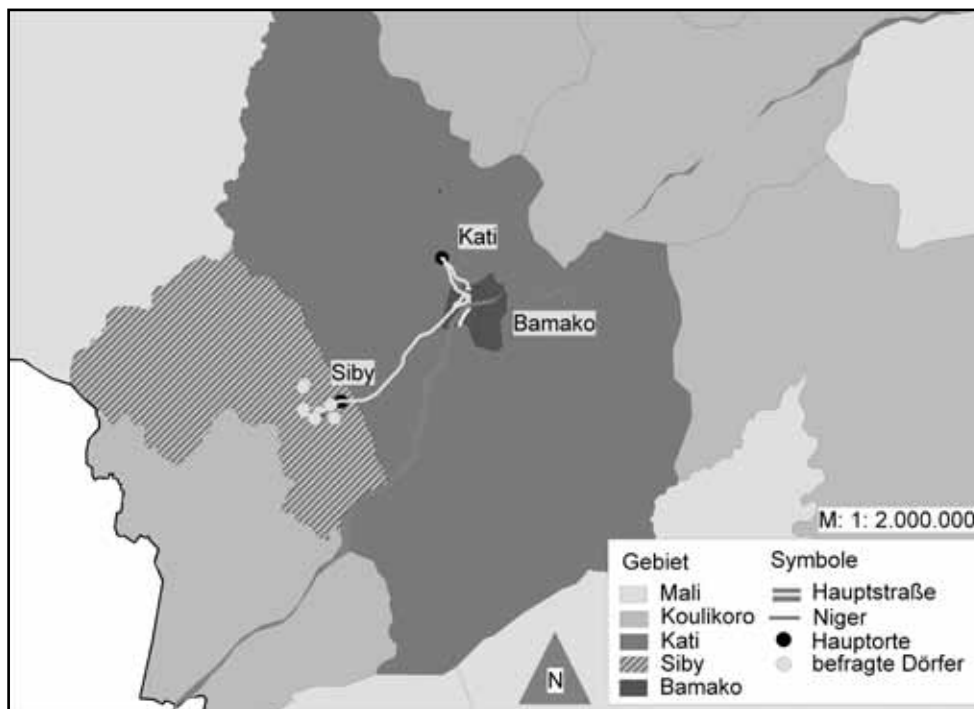 Kati
Bamako
Siby
M: 1: 2.000.000
Gebiet
Mali
Koulikoro
Kati
Siby
Bamako
Symbole
Hauptstraße
Niger
Hauptorte
befragte Dörfer
N